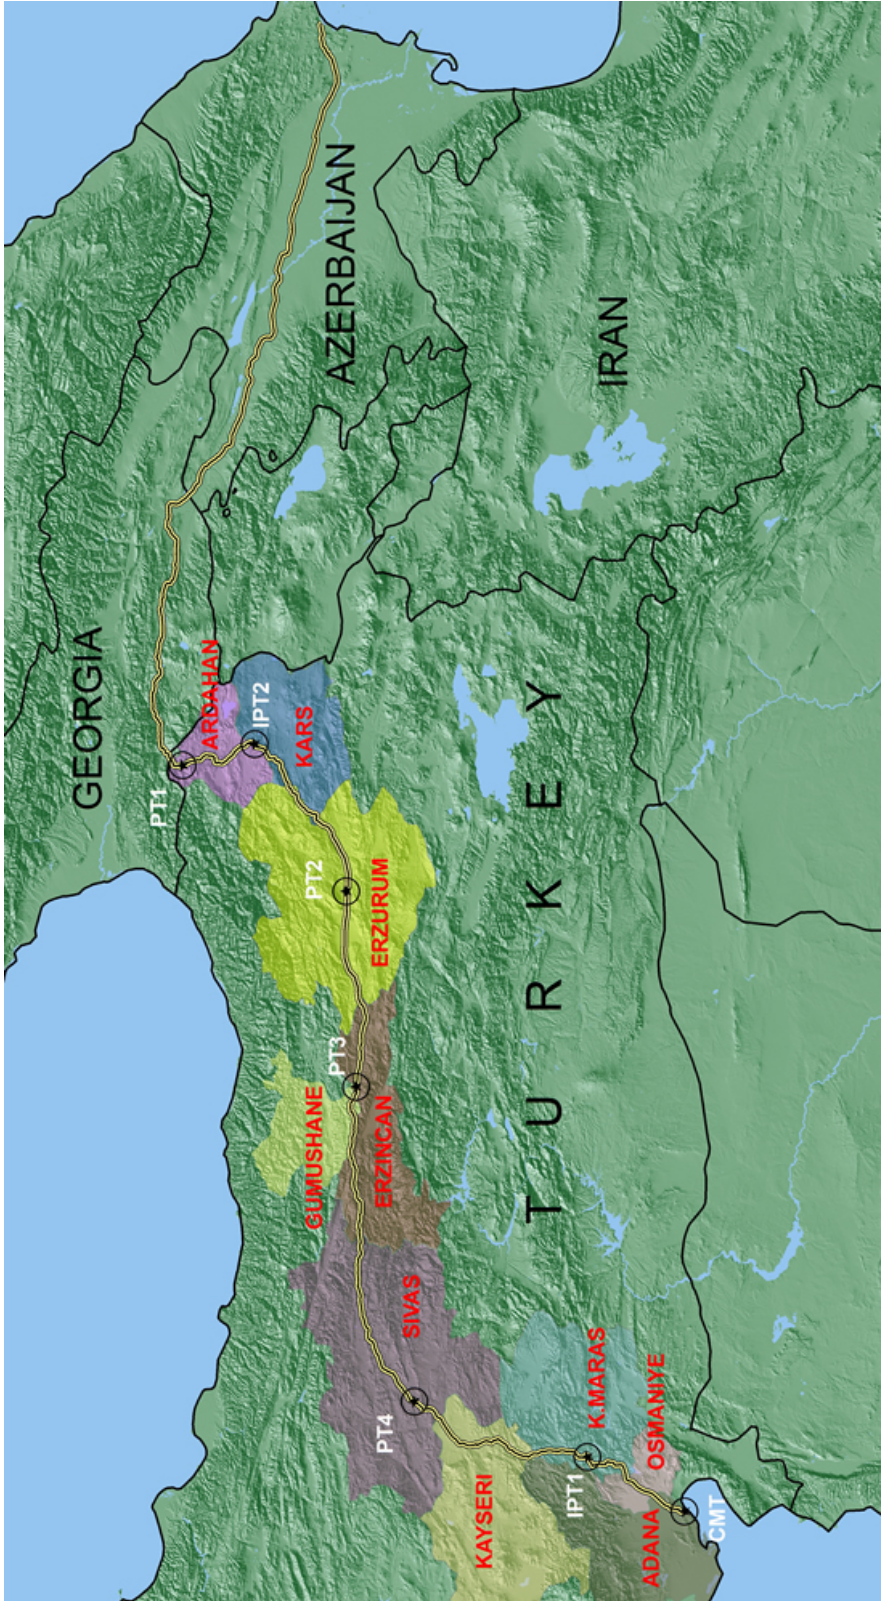 GEORGIA
AZERBAIJAN
IRAN
T U R K E Y
PT1
ARDAHAN
IPT2
KARS
PT2
ERZURUM
PT3
GUMUSHANE
ERZINCAN
SIVAS
PT4
KAYSERI
K.MARAS
IPT1
OSMANIYE
ADANA
CMT